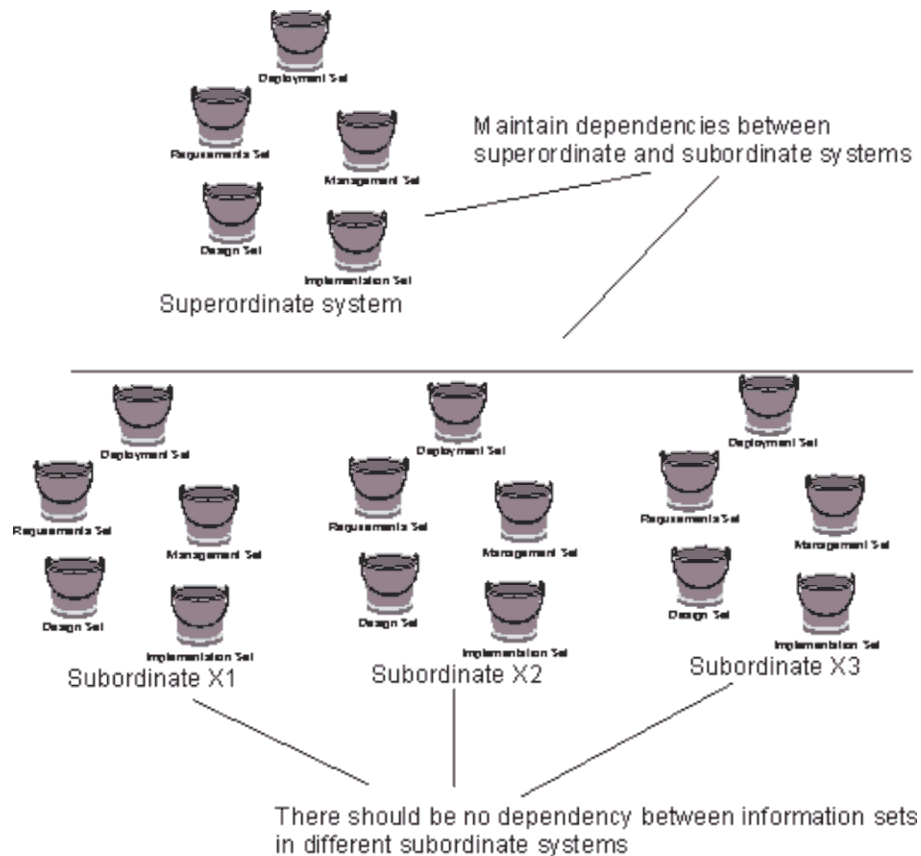 Deployment Set
Requirements Set
Maintain dependencies between
superordinate and subordinate systems
Management Set
Design Set
Implementation Set
Superordinate system
Deployment Set
Deployment Set
Deployment Set
Requirements Set
Requirements Set
Requirements Set
Management Set
Management Set
Management Set
Design Set
Design Set
Design Set
Implementation Set
Implementation Set
Implementation Set
Subordinate X1
Subordinate X2
Subordinate X3
There should be no dependency between information sets
in different subordinate systems